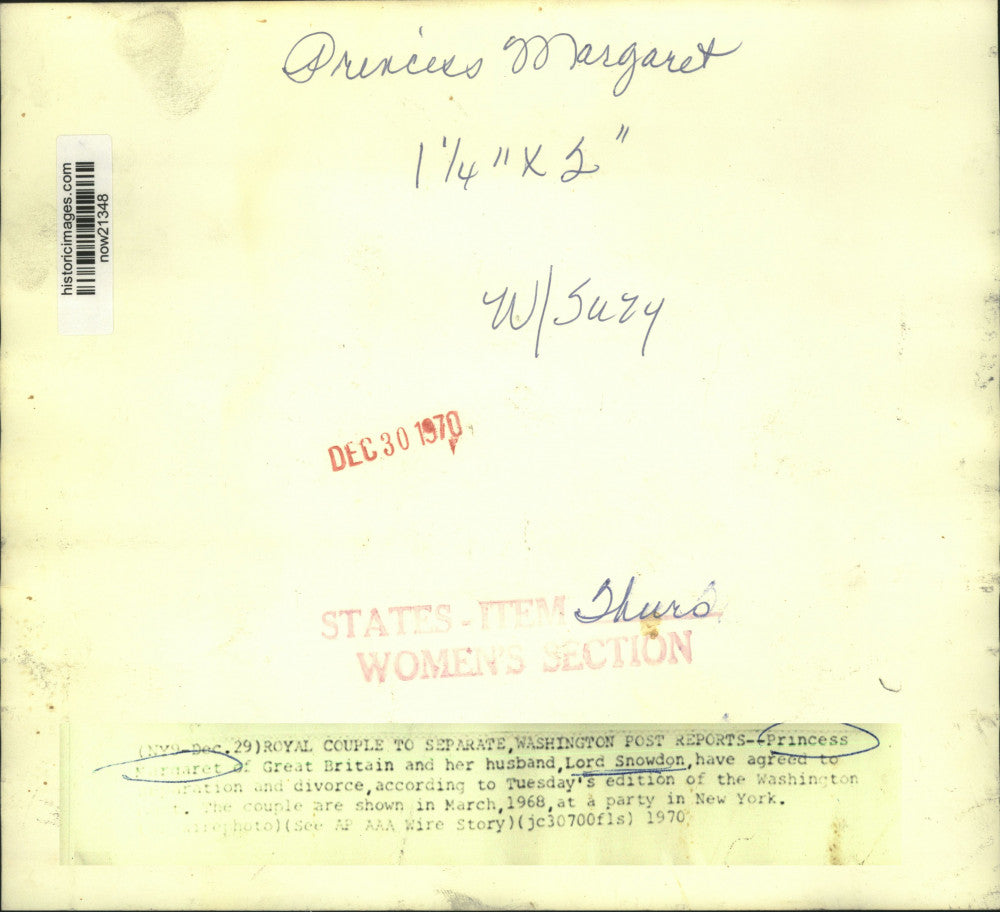 Princess Margaret
1 1/4" X 2"
historicimages.com
now21348
W/Suzy
DEC 30 1970
STATES-ITEM Thurs
WOMEN'S SECTION
(NY9-Dec.29)ROYAL COUPLE TO SEPARATE,WASHINGTON POST REPORTS--Princess
Margaret of Great Britain and her husband,Lord Snowdon,have agreed to
and divorce,according to Tuesday's edition of the Washington
. The couple are shown in March,1968,at a party in New York.
(See AP AAA Wire Story)(jc30700fls) 1970